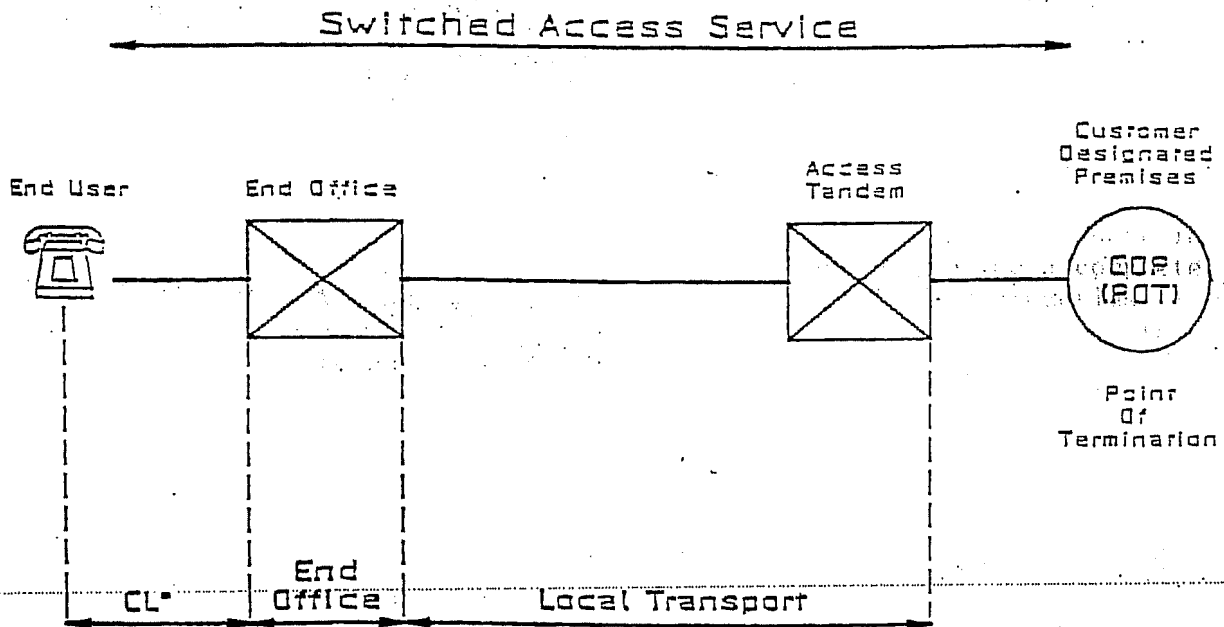 Switched Access Service
Customer
Designated
Premises
Access
Tandem
End User
End Office
(POT)
Point
Of
Termination
End
Office
CL*
Local Transport